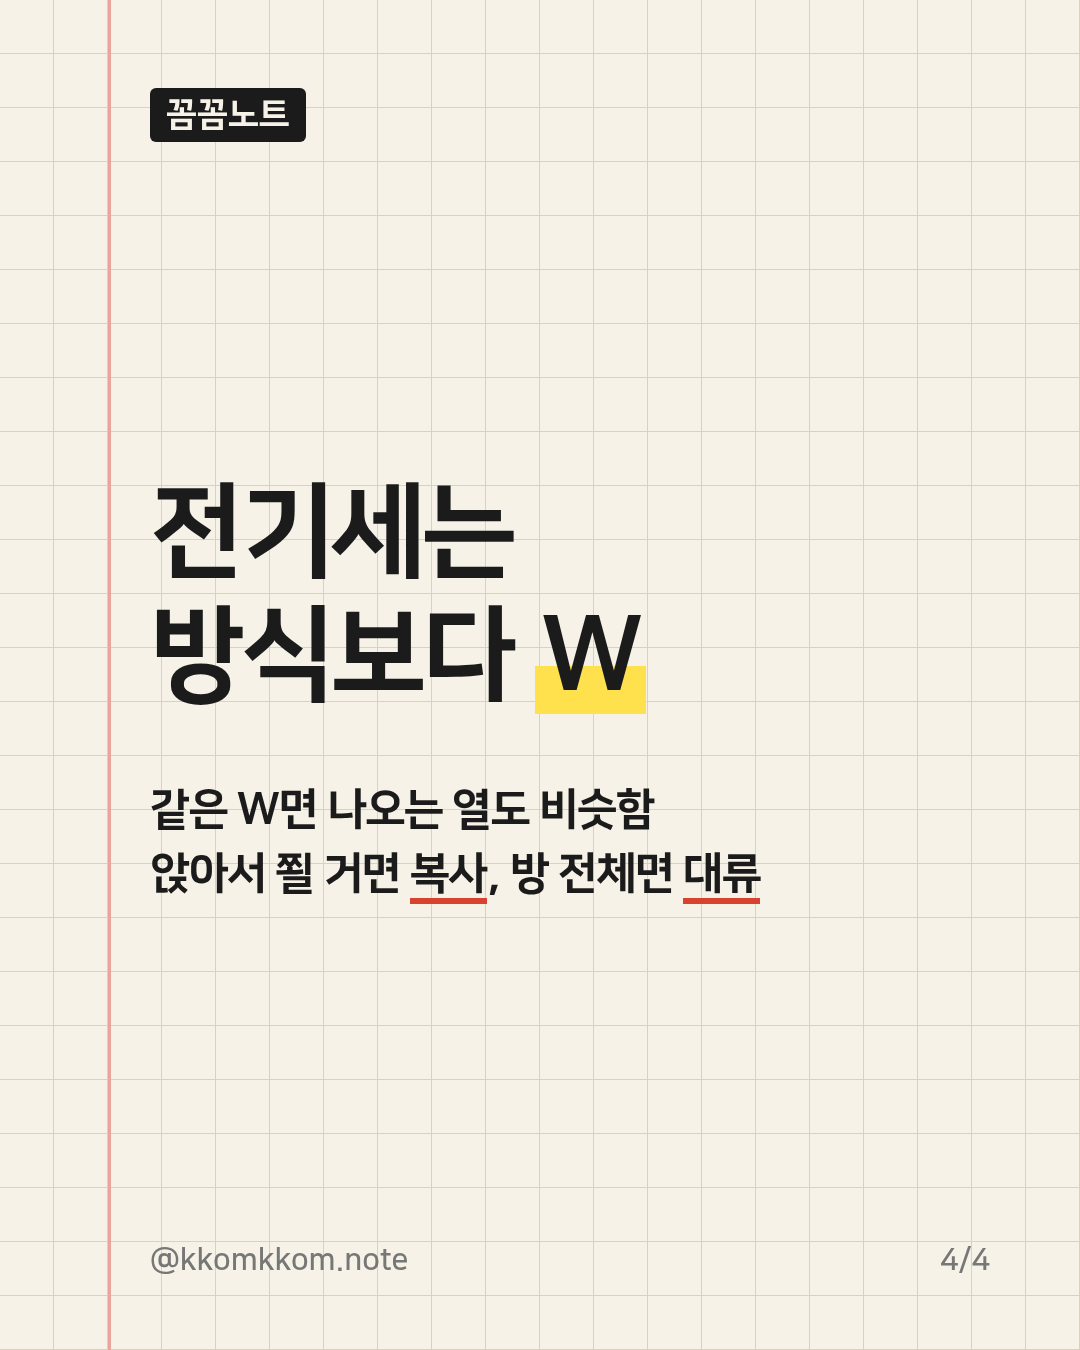 꼼꼼노트
전기세는
방식보다 W
같은 W면 나오는 열도 비슷함
앉아서 쬘 거면 복사, 방 전체면 대류
@kkomkkom.note
4/4